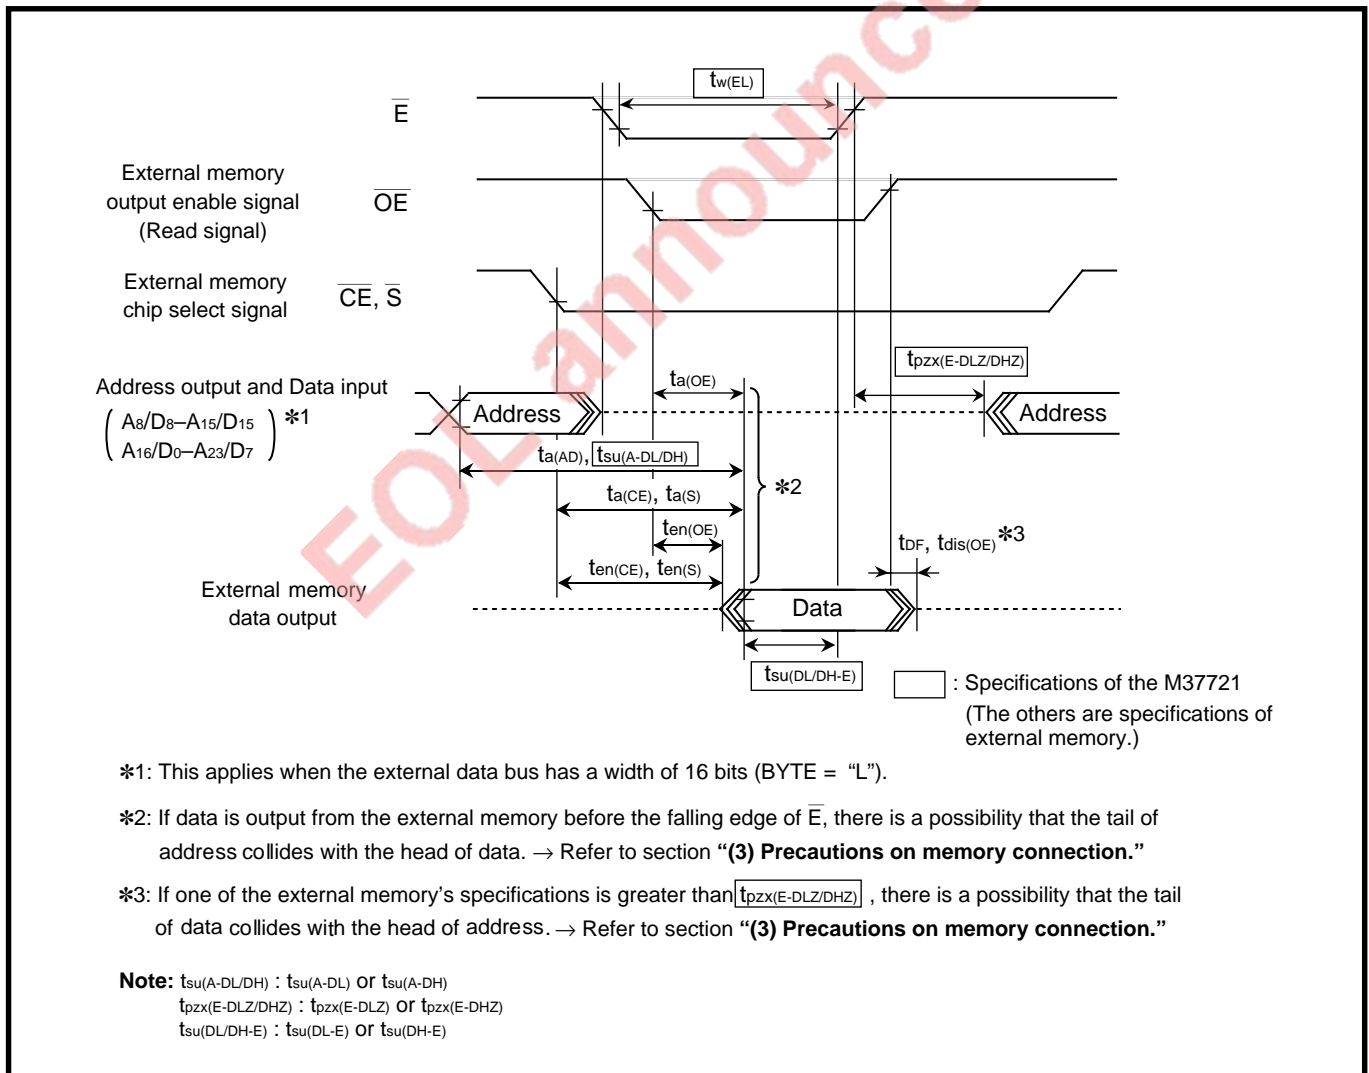 EOL announce
tw(EL)
E
External memory
output enable signal
(Read signal)
OE
External memory
chip select signal
CE, S
tpzx(E-DLZ/DHZ)
ta(OE)
Address output and Data input
A8/D8–A15/D15
A16/D0–A23/D7
✻1
Address
Address
ta(AD), tsu(A-DL/DH)
ta(CE), ta(S)
✻2
ten(OE)
tDF, tdis(OE)✻3
ten(CE), ten(S)
External memory
data output
Data
tsu(DL/DH-E)
: Specifications of the M37721
(The others are specifications of
external memory.)
✻1: This applies when the external data bus has a width of 16 bits (BYTE = “L”).
✻2: If data is output from the external memory before the falling edge of E, there is a possibility that the tail of
address collides with the head of data. → Refer to section “(3) Precautions on memory connection.”
✻3: If one of the external memory’s specifications is greater than tpzx(E-DLZ/DHZ) , there is a possibility that the tail
of data collides with the head of address. → Refer to section “(3) Precautions on memory connection.”
Note: tsu(A-DL/DH) : tsu(A-DL) or tsu(A-DH)
tpzx(E-DLZ/DHZ) : tpzx(E-DLZ) or tpzx(E-DHZ)
tsu(DL/DH-E) : tsu(DL-E) or tsu(DH-E)